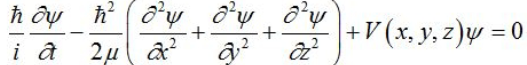 ħ/i ∂ψ/∂t − ħ²/2μ (∂²ψ/∂x² + ∂²ψ/∂y² + ∂²ψ/∂z²) + V(x, y, z)ψ = 0